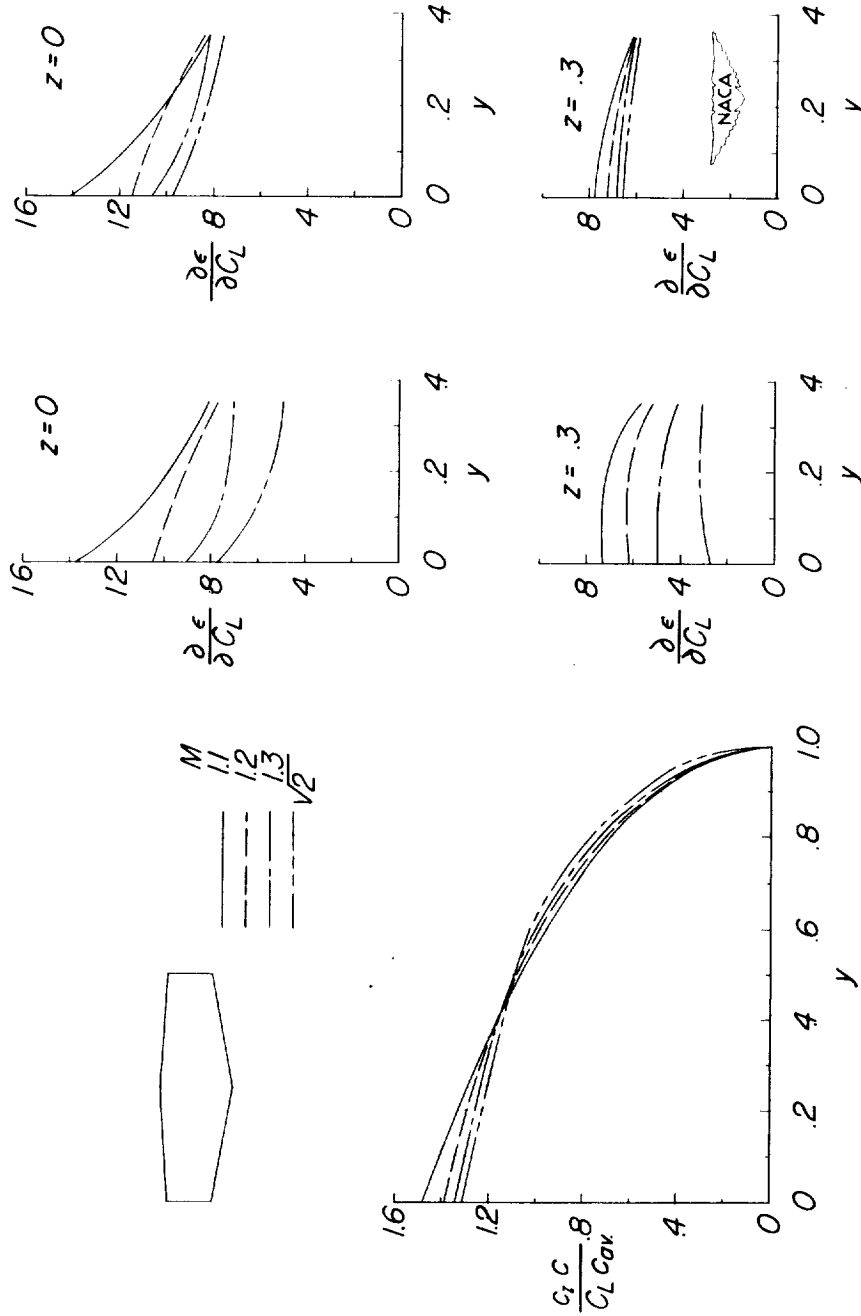 M
1.1
1.2
1.3
√2
c_l c
C_L c_av.
1.6
1.2
.8
.4
0
0 .2 .4 .6 .8 1.0
y
z=0
∂ε
∂C_L
16
12
8
4
0
0 .2 .4
y
z=.3
∂ε
∂C_L
8
4
0
0 .2 .4
y
z=0
∂ε
∂C_L
16
12
8
4
0
0 .2 .4
y
z=.3
∂ε
∂C_L
8
4
0
0 .2 .4
y
NACA